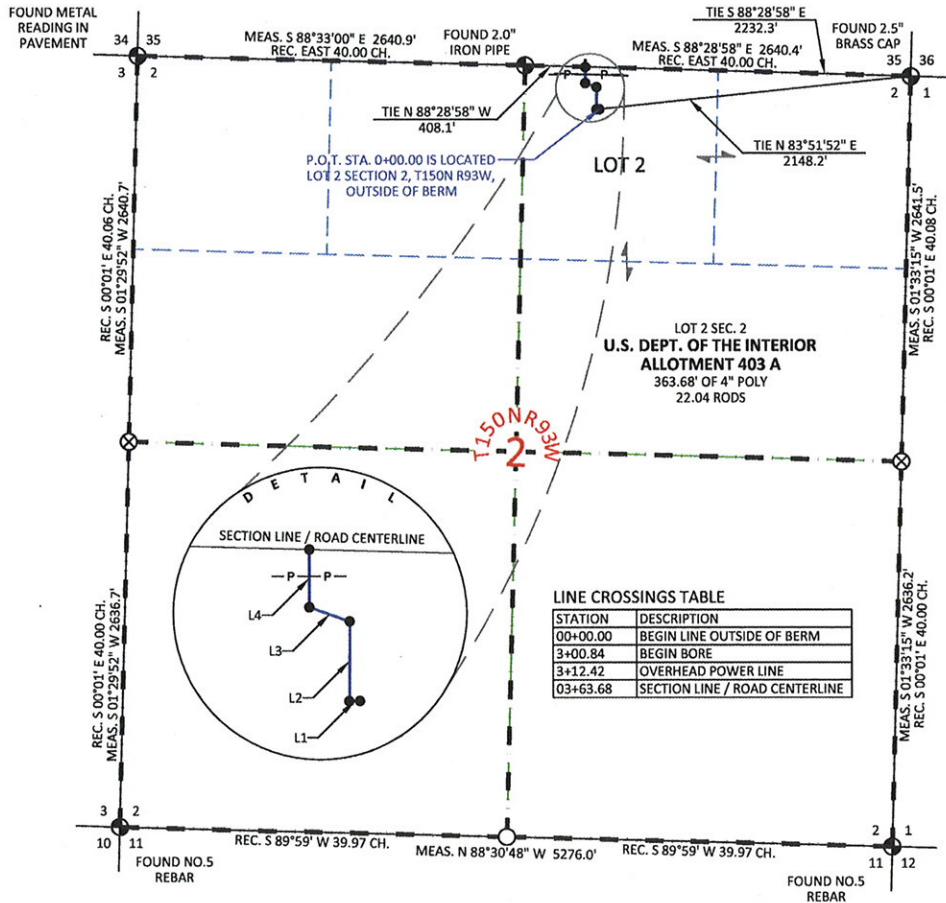 FOUND METAL
READING IN
PAVEMENT
34 35
3 2
MEAS. S 88°33'00" E 2640.9'
REC. EAST 40.00 CH.
FOUND 2.0"
IRON PIPE
TIE S 88°28'58" E
2232.3'
MEAS. S 88°28'58" E 2640.4'
REC. EAST 40.00 CH.
FOUND 2.5"
BRASS CAP
35 36
2 1
P P
TIE N 88°28'58" W
408.1'
TIE N 83°51'52" E
2148.2'
P.O.T. STA. 0+00.00 IS LOCATED
LOT 2 SECTION 2, T150N R93W,
OUTSIDE OF BERM
LOT 2
REC. S 00°01' E 40.06 CH.
MEAS. S 01°29'52" W 2640.7'
MEAS. S 01°33'15" W 2641.5'
REC. S 00°01' E 40.08 CH.
LOT 2 SEC. 2
U.S. DEPT. OF THE INTERIOR
ALLOTMENT 403 A
363.68' OF 4" POLY
22.04 RODS
T150N R93W
2
DETAIL
SECTION LINE / ROAD CENTERLINE
P P
L4
L3
L2
L1
LINE CROSSINGS TABLE
STATION DESCRIPTION
00+00.00 BEGIN LINE OUTSIDE OF BERM
3+00.84 BEGIN BORE
3+12.42 OVERHEAD POWER LINE
03+63.68 SECTION LINE / ROAD CENTERLINE
REC. S 00°01' E 40.00 CH.
MEAS. S 01°29'52" W 2636.7'
MEAS. S 01°33'15" W 2636.2'
REC. S 00°01' E 40.00 CH.
3 2
10 11
FOUND NO.5
REBAR
REC. S 89°59' W 39.97 CH.
MEAS. N 88°30'48" W 5276.0'
REC. S 89°59' W 39.97 CH.
2 1
11 12
FOUND NO.5
REBAR